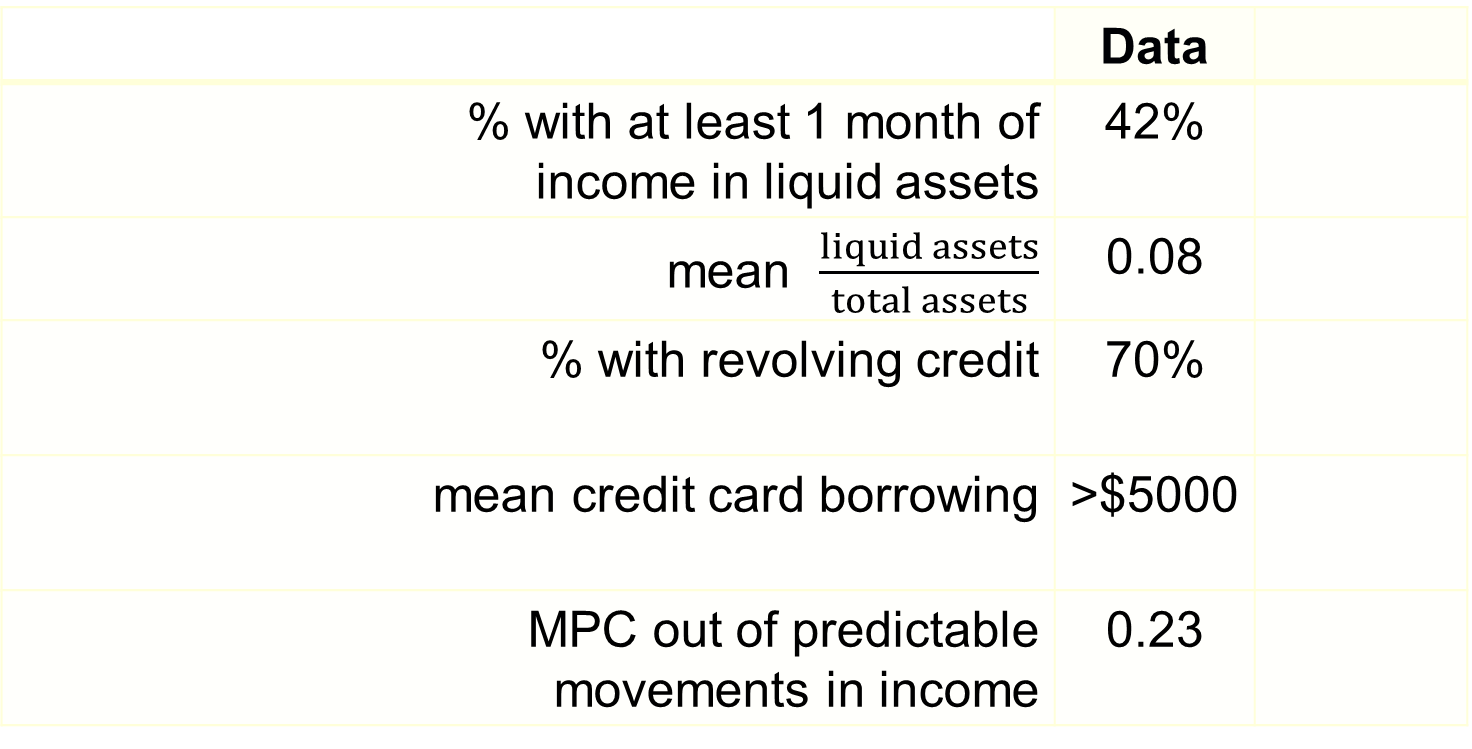 Data
% with at least 1 month of 42%
income in liquid assets
mean liquid assets / total assets 0.08
% with revolving credit 70%
mean credit card borrowing >$5000
MPC out of predictable 0.23
movements in income